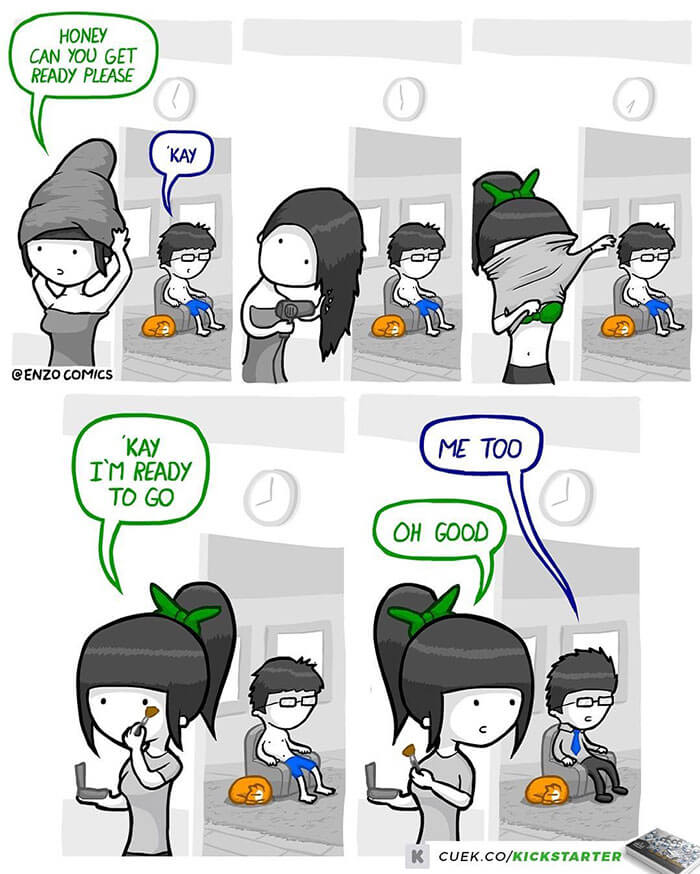 HONEY
CAN YOU GET
READY PLEASE
'KAY
@ENZO COMICS
'KAY
I'M READY
TO GO
ME TOO
OH GOOD
K CUEK.CO/KICKSTARTER